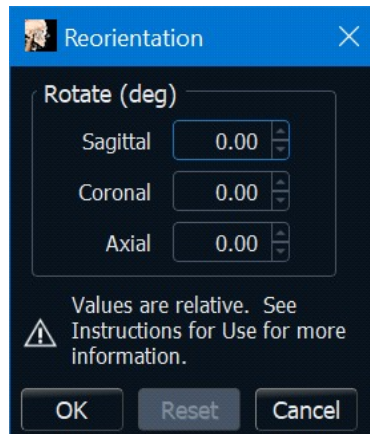 Reorientation
Rotate (deg)
Sagittal 0.00
Coronal 0.00
Axial 0.00
Values are relative. See
Instructions for Use for more
information.
OK Reset Cancel